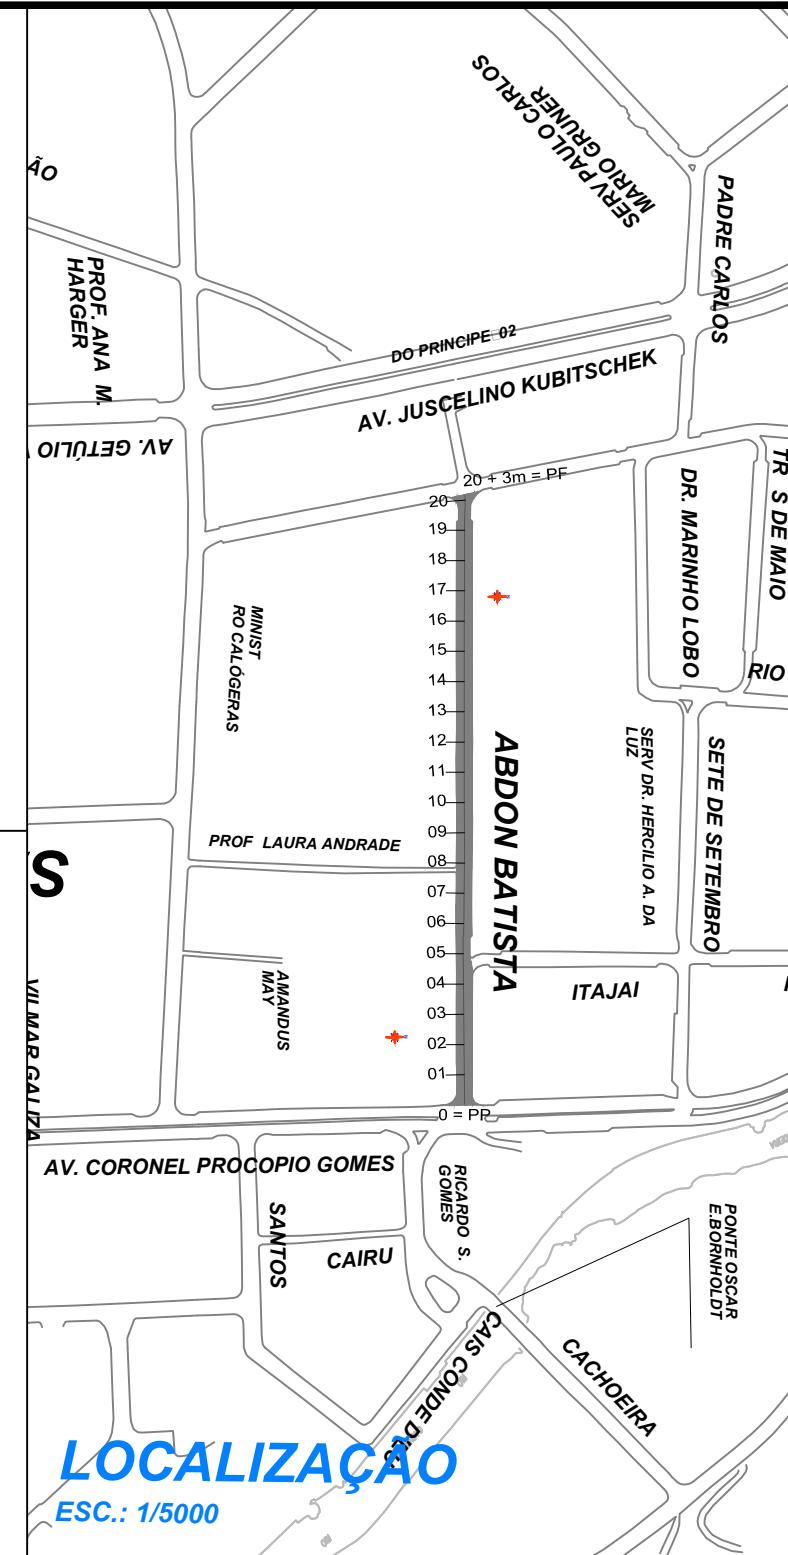 SERV PAULO CARLOS
MARIO GRUNER
ÃO
PADRE CARLOS
PROF. ANA M.
HARGER
DO PRINCIPE 02
AV. JUSCELINO KUBITSCHEK
AV. GETÚLIO
20 + 3m = PF
20
19
18
17
16
15
14
13
12
11
10
09
08
07
06
05
04
03
02
01
0 = PP
DR. MARINHO LOBO
TR S DE MAIO
RIO
MINIST
RO CALÓGERAS
ABDON BATISTA
SERV DR. HERCILIO A. DA
LUZ
SETE DE SETEMBRO
PROF LAURA ANDRADE
S
AMANDUS
MAY
ITAJAI
VILMAR GALIZA
AV. CORONEL PROCOPIO GOMES
RICARDO S.
GOMES
SANTOS
CAIRU
PONTE OSCAR
E.BORNHOLDT
CAIS CONDE D'EU
CACHOEIRA
LOCALIZAÇÃO
ESC.: 1/5000